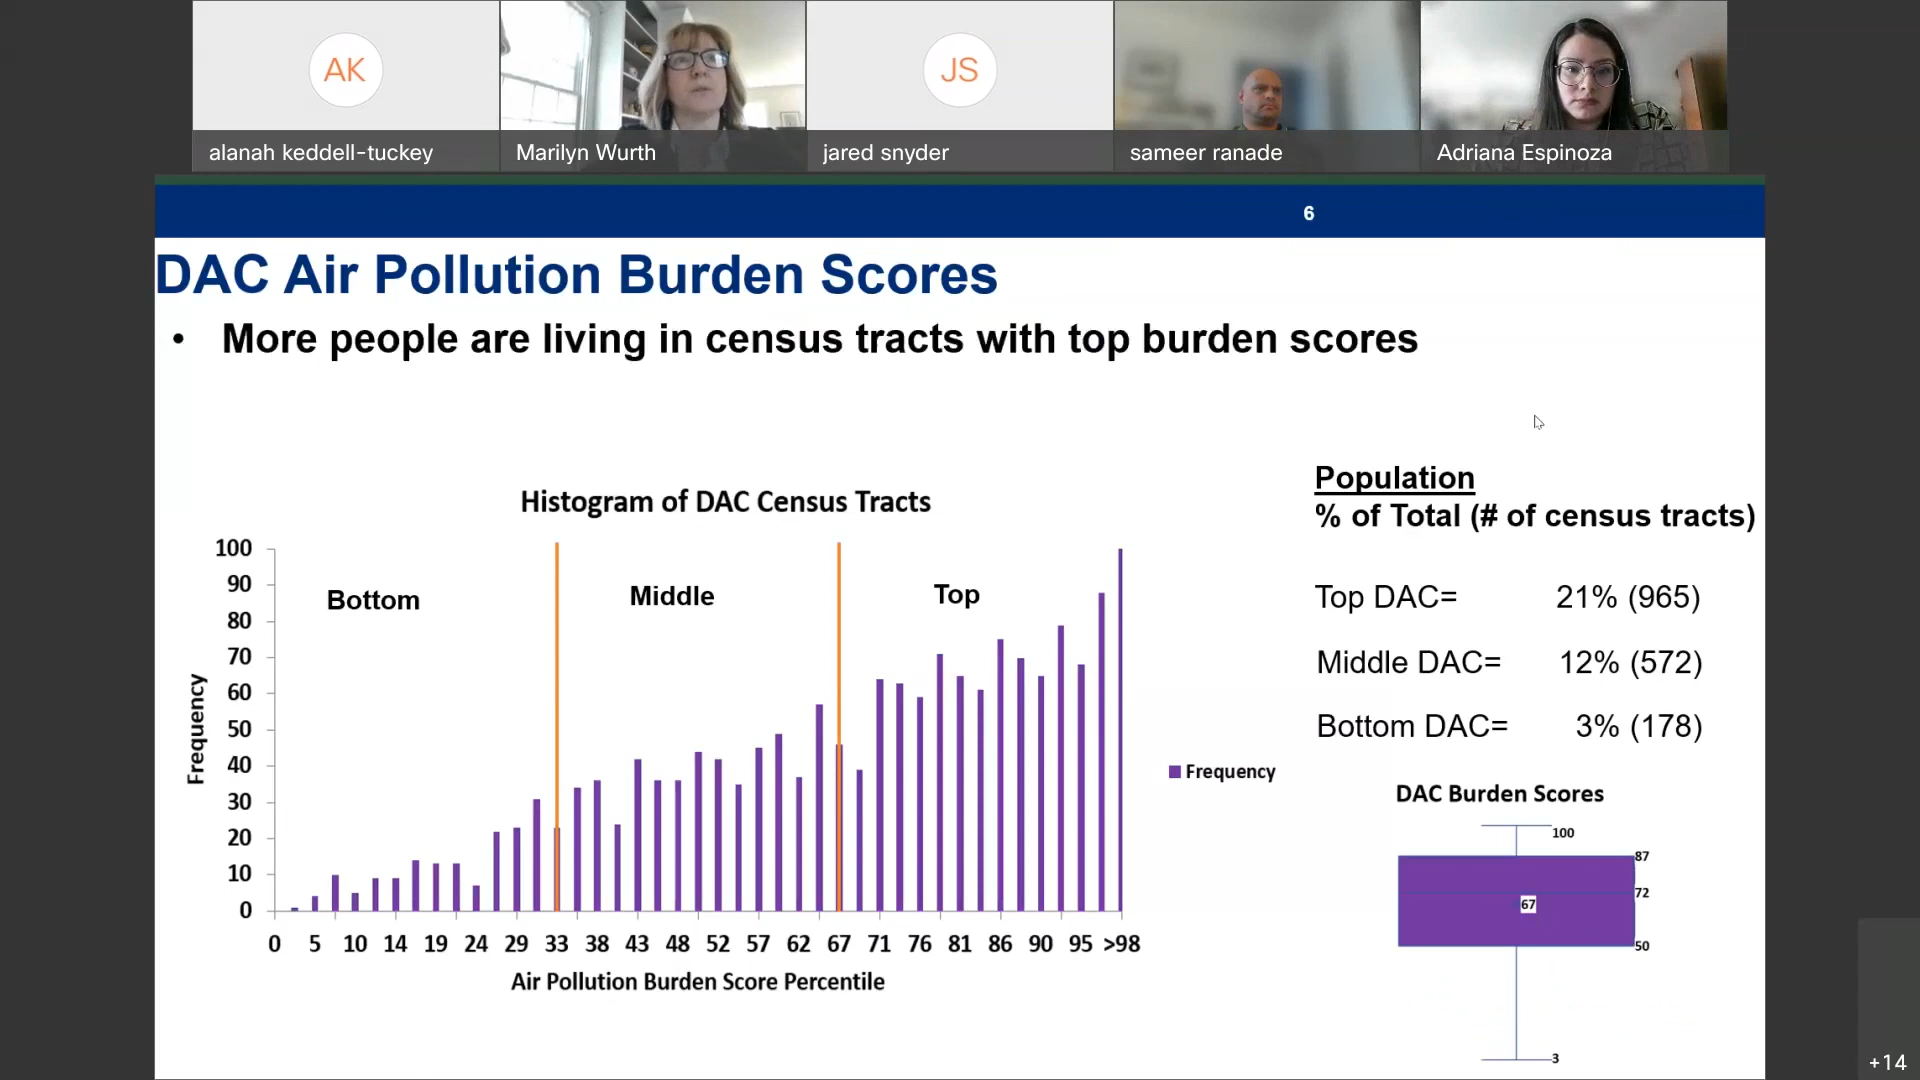 AK
JS
alanah keddell-tuckey
Marilyn Wurth
jared snyder
sameer ranade
Adriana Espinoza
6
DAC Air Pollution Burden Scores
• More people are living in census tracts with top burden scores
Histogram of DAC Census Tracts
100
90
80
70
60
50
40
30
20
10
0
Frequency
Bottom
Middle
Top
0 5 10 14 19 24 29 33 38 43 48 52 57 62 67 71 76 81 86 90 95 >98
Air Pollution Burden Score Percentile
Frequency
Population
% of Total (# of census tracts)
Top DAC= 21% (965)
Middle DAC= 12% (572)
Bottom DAC= 3% (178)
DAC Burden Scores
100
87
72
67
50
3
+14